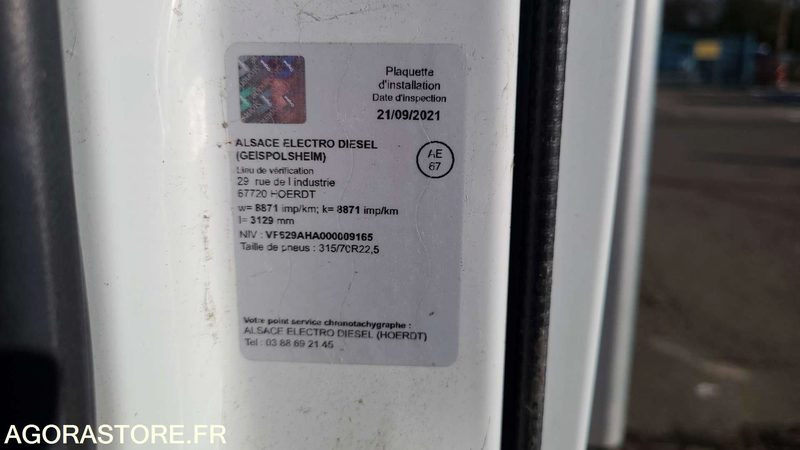 Plaquette
d'installation
Date d'inspection
21/09/2021
ALSACE ELECTRO DIESEL
(GEISPOLSHEIM)
AE
67
Lieu de vérification
29 rue de l industrie
67720 HOERDT
w= 8871 imp/km; k= 8871 imp/km
l= 3129 mm
NIV : VF629AHA000009165
Taille de pneus : 315/70R22,5
Votre point service chronotachygraphe :
ALSACE ELECTRO DIESEL (HOERDT)
Tel : 03 88 69 21 45
AGORASTORE.FR